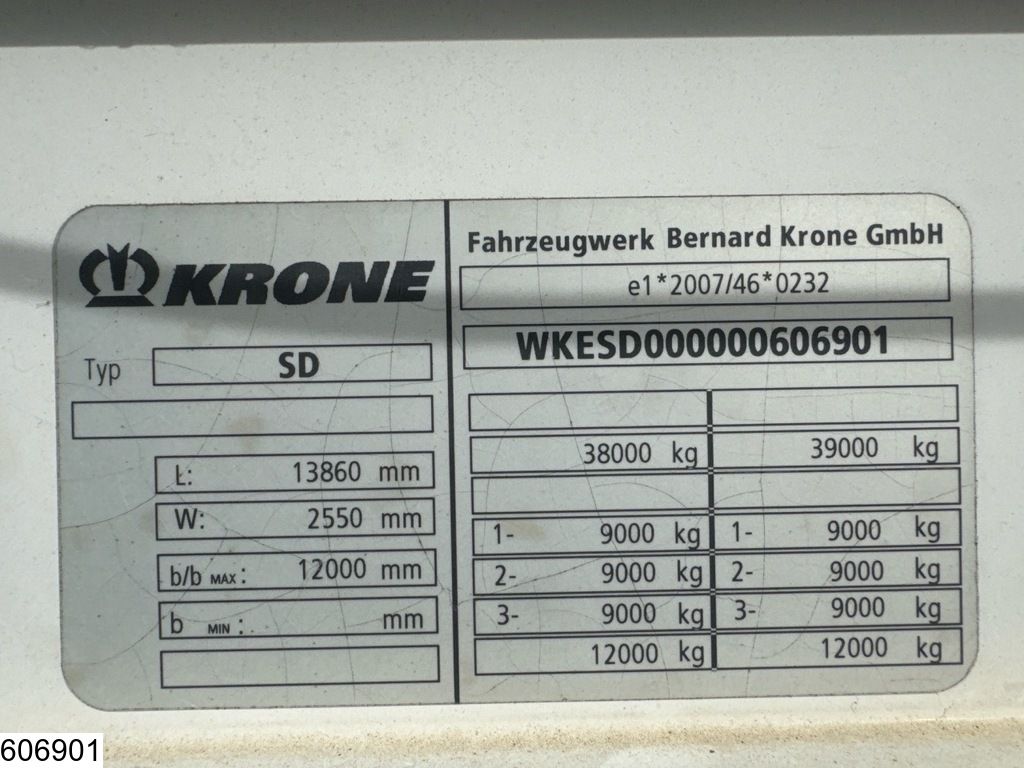 KRONE
Typ SD
L: 13860 mm
W: 2550 mm
b/b MAX: 12000 mm
b MIN: mm
Fahrzeugwerk Bernard Krone GmbH
e1*2007/46*0232
WKESD000000606901
38000 kg 39000 kg
1- 9000 kg 1- 9000 kg
2- 9000 kg 2- 9000 kg
3- 9000 kg 3- 9000 kg
12000 kg 12000 kg
606901